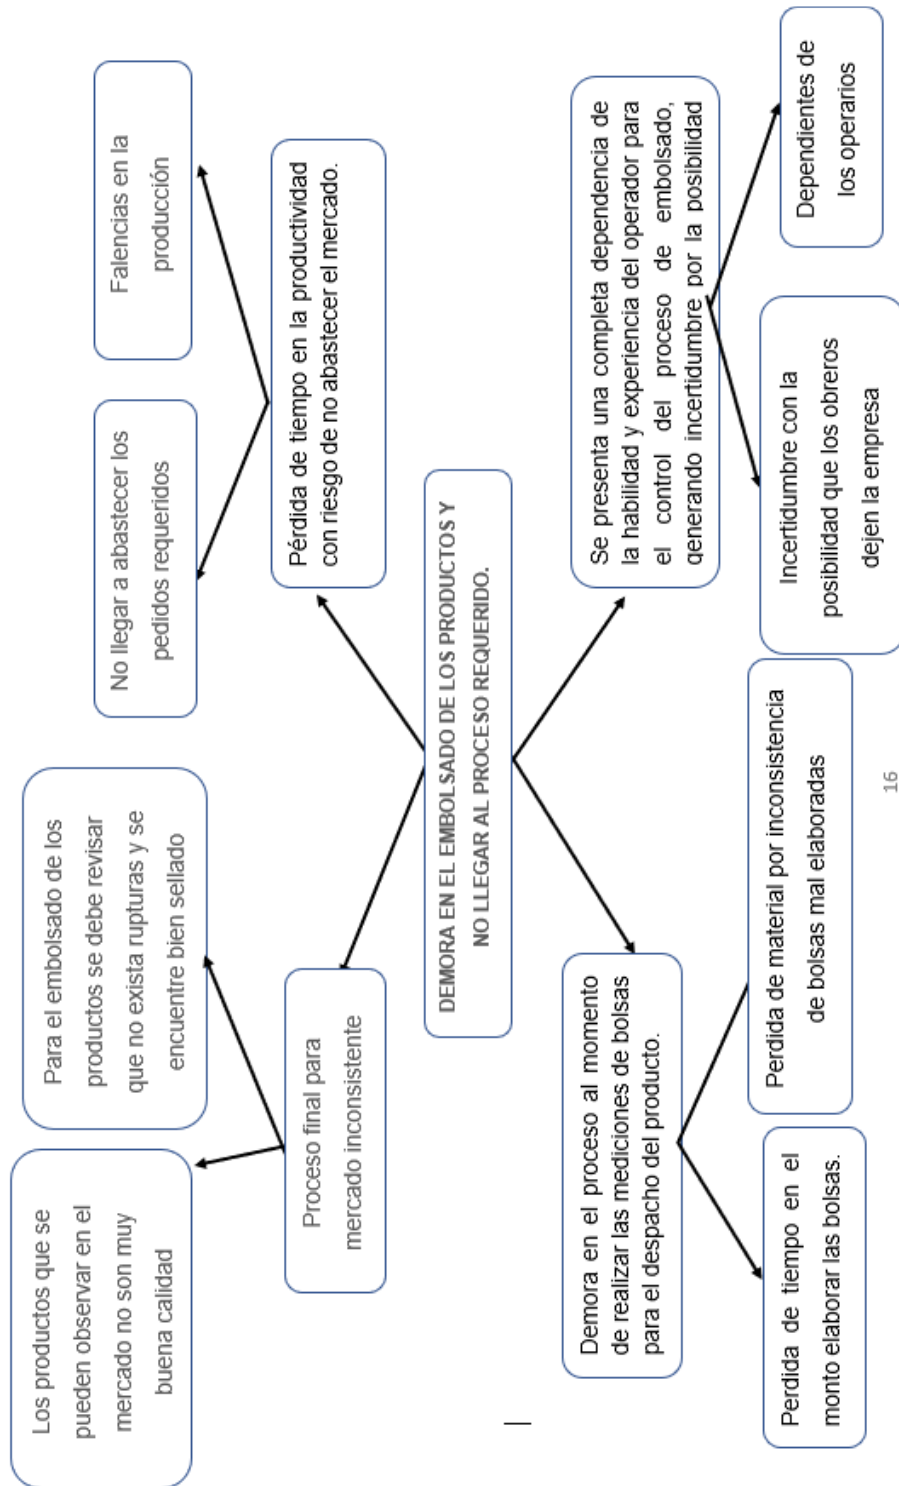 Los productos que se
pueden observar en el
mercado no son muy
buena calidad
Para el embolsado de los
productos se debe revisar
que no exista rupturas y se
encuentre bien sellado
No llegar a abastecer los
pedidos requeridos
Falencias en la
producción
Proceso final para
mercado inconsistente
Pérdida de tiempo en la productividad
con riesgo de no abastecer el mercado.
DEMORA EN EL EMBOLSADO DE LOS PRODUCTOS Y
NO LLEGAR AL PROCESO REQUERIDO.
Demora en el proceso al momento
de realizar las mediciones de bolsas
para el despacho del producto.
Se presenta una completa dependencia de
la habilidad y experiencia del operador para
el control del proceso de embolsado,
generando incertidumbre por la posibilidad
Perdida de tiempo en el
monto elaborar las bolsas.
Perdida de material por inconsistencia
de bolsas mal elaboradas
Incertidumbre con la
posibilidad que los obreros
dejen la empresa
Dependientes de
los operarios
16